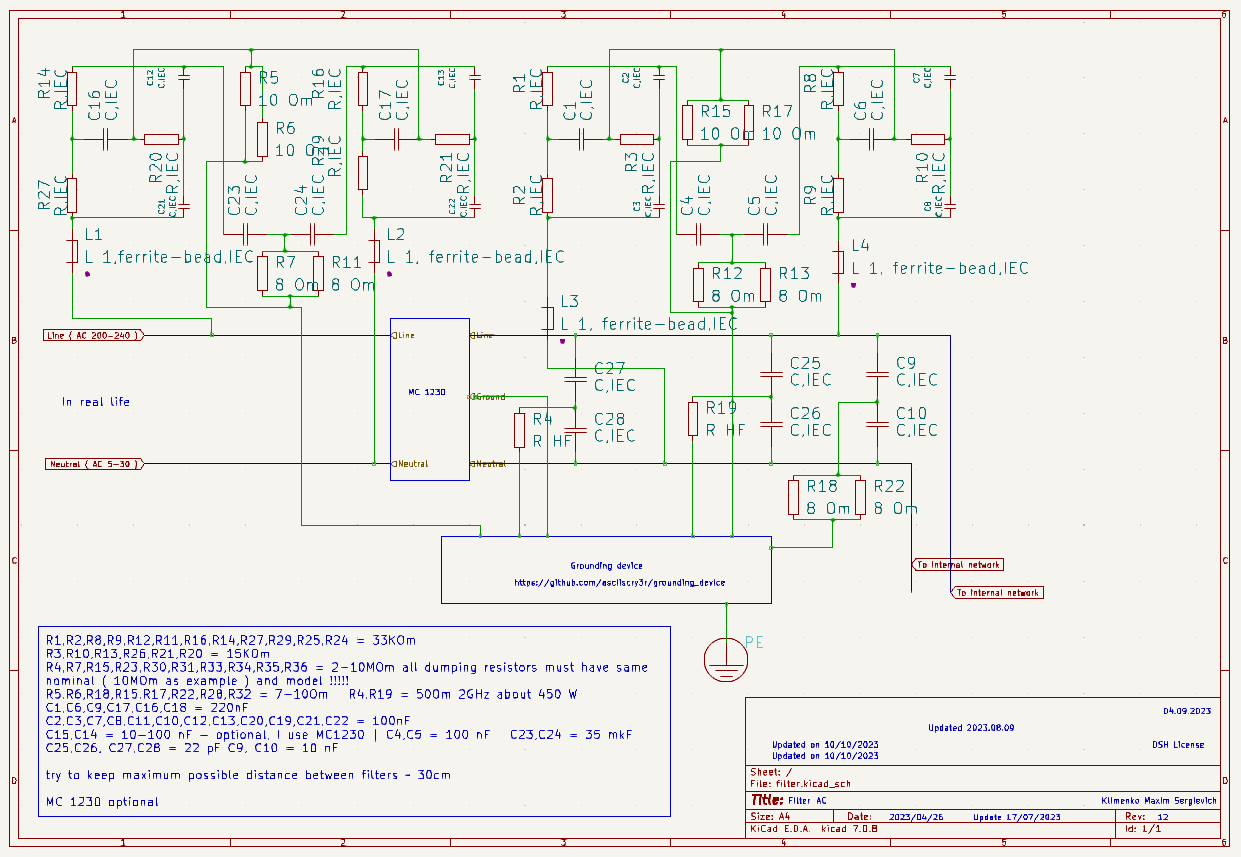 1 2 3 4 5 6
A
B
C
D
R14
R,IEC
C16
C,IEC
C12
C,IEC
R5
10 Om
R6
10 Om
R16
R,IEC
C17
C,IEC
C13
C,IEC
R20
R,IEC
R27
R,IEC
C21
C,IEC
C23
C,IEC
C24
C,IEC
R29
R,IEC
R21
R,IEC
C22
C,IEC
L1
L 1,ferrite-bead,IEC
L2
L 1, ferrite-bead,IEC
R7
8 Om
R11
8 Om
R1
R,IEC
C1
C,IEC
C2
C,IEC
R15
10 Om
R17
10 Om
R8
R,IEC
C6
C,IEC
C7
C,IEC
R2
R,IEC
R3
R,IEC
C3
C,IEC
C4
C,IEC
C5
C,IEC
R9
R,IEC
R10
R,IEC
C8
C,IEC
R12
8 Om
R13
8 Om
L4
L 1, ferrite-bead,IEC
L3
L 1, ferrite-bead,IEC
Line ( AC 200-240 )
Line
Line
In real life
MC 1230
Ground
Neutral ( AC 5-30 )
Neutral
Neutral
C27
C,IEC
C28
C,IEC
R4
R HF
R19
R HF
C25
C,IEC
C26
C,IEC
C9
C,IEC
C10
C,IEC
R18
8 Om
R22
8 Om
Grounding device
https://github.com/asciiscry3r/grounding_device
To internal network
To internal network
PE
R1,R2,R8,R9,R12,R11,R16,R14,R27,R29,R25,R24 = 33KOm
R3,R10,R13,R26,R21,R20 = 15KOm
R4,R7,R15,R23,R30,R31,R33,R34,R35,R36 = 2-10MOm all dumping resistors must have same
nominal ( 10MOm as example ) and model !!!!!
R5,R6,R18,R15,R17,R22,R28,R32 = 7-10Om R4,R19 = 50Om 2GHz about 450 W
C1,C6,C9,C17,C16,C18 = 220nF
C2,C3,C7,C8,C11,C10,C12,C13,C20,C19,C21,C22 = 100nF
C15,C14 = 10-100 nF - optional, I use MC1230 | C4,C5 = 100 nF C23,C24 = 35 mkF
C25,C26, C27,C28 = 22 pF C9, C10 = 10 nF
try to keep maximum possible distance between filters ~ 30cm
MC 1230 optional
04.09.2023
Updated 2023.08.09
Updated on 10/10/2023
DSH License
Updated on 10/10/2023
Sheet: /
File: filter.kicad_sch
Title: Filter AC
Klimenko Maxim Sergievich
Size: A4 Date: 2023/04/26 Update 17/07/2023 Rev: 12
KiCad E.D.A. kicad 7.0.8 Id: 1/1
A
B
C
D
1 2 3 4 5 6